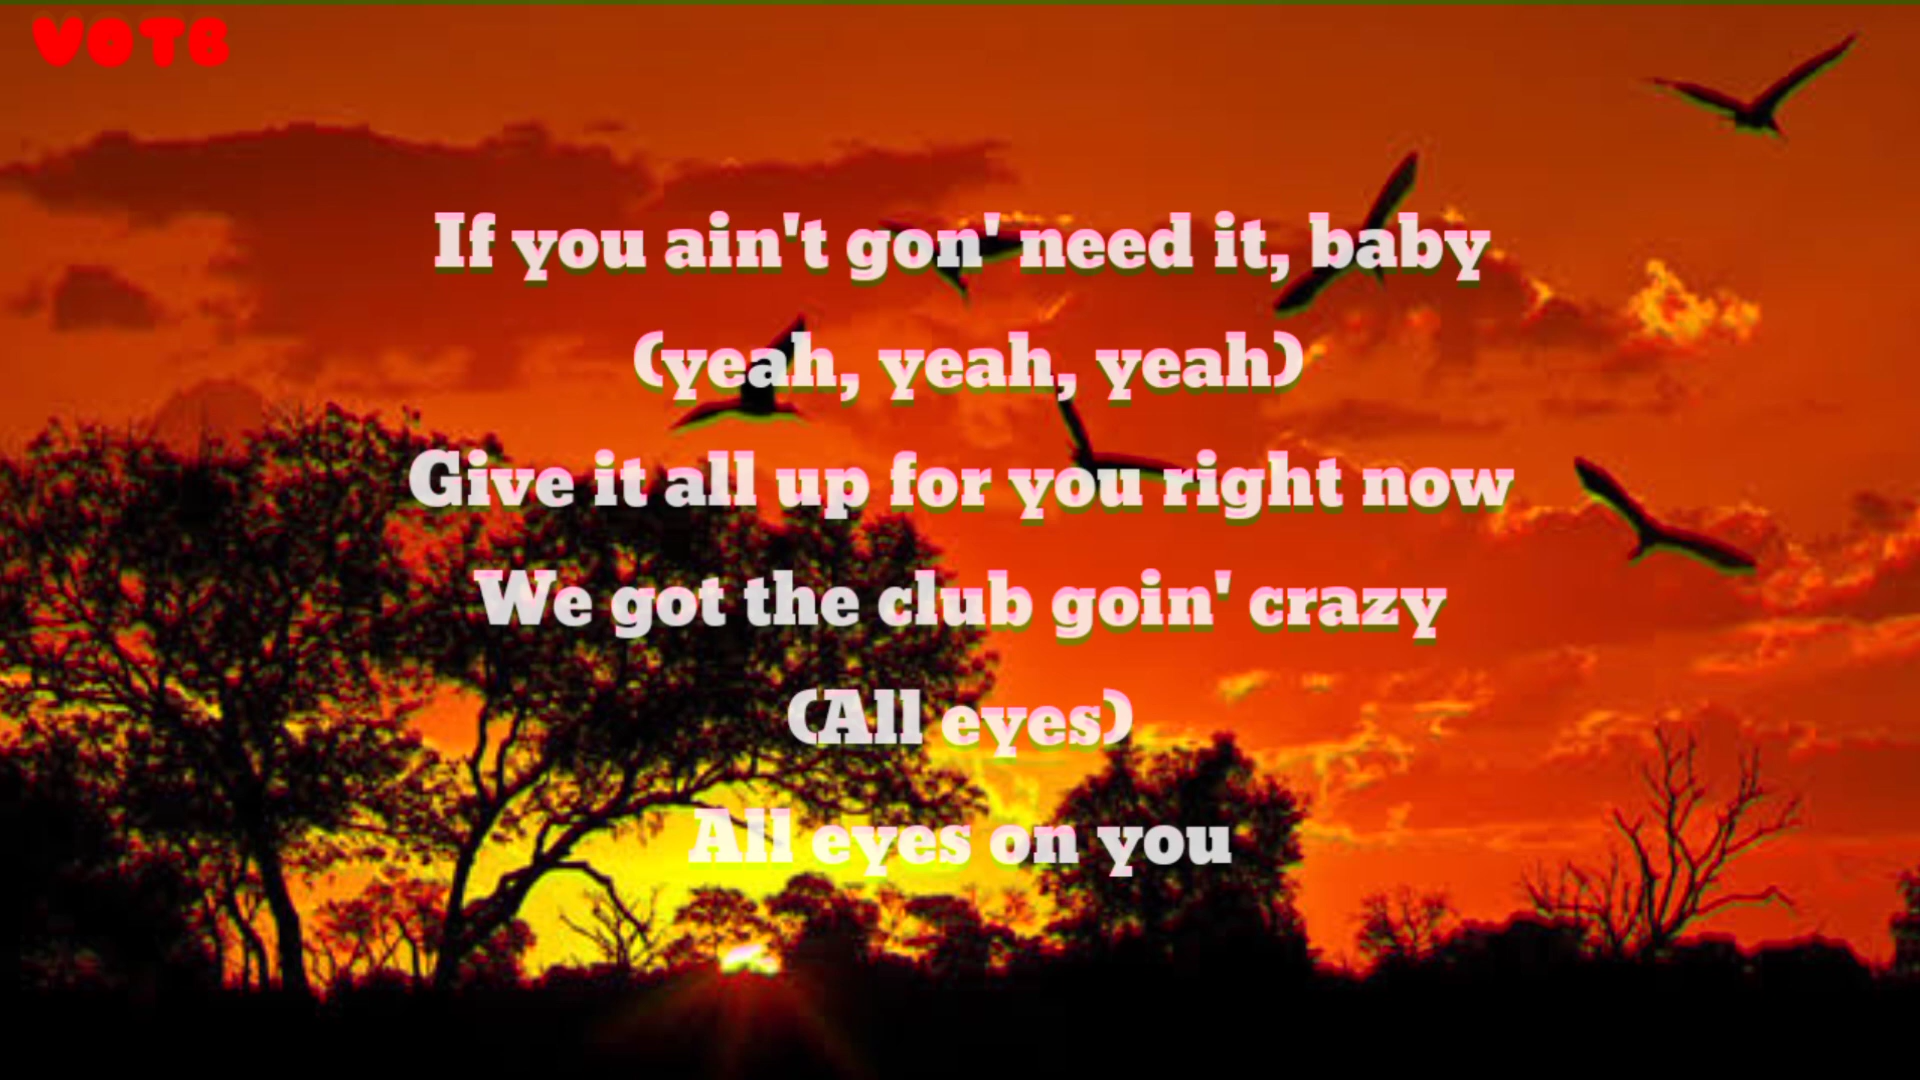 VOTB
If you ain't gon' need it, baby
(yeah, yeah, yeah)
Give it all up for you right now
We got the club goin' crazy
(All eyes)
All eyes on you